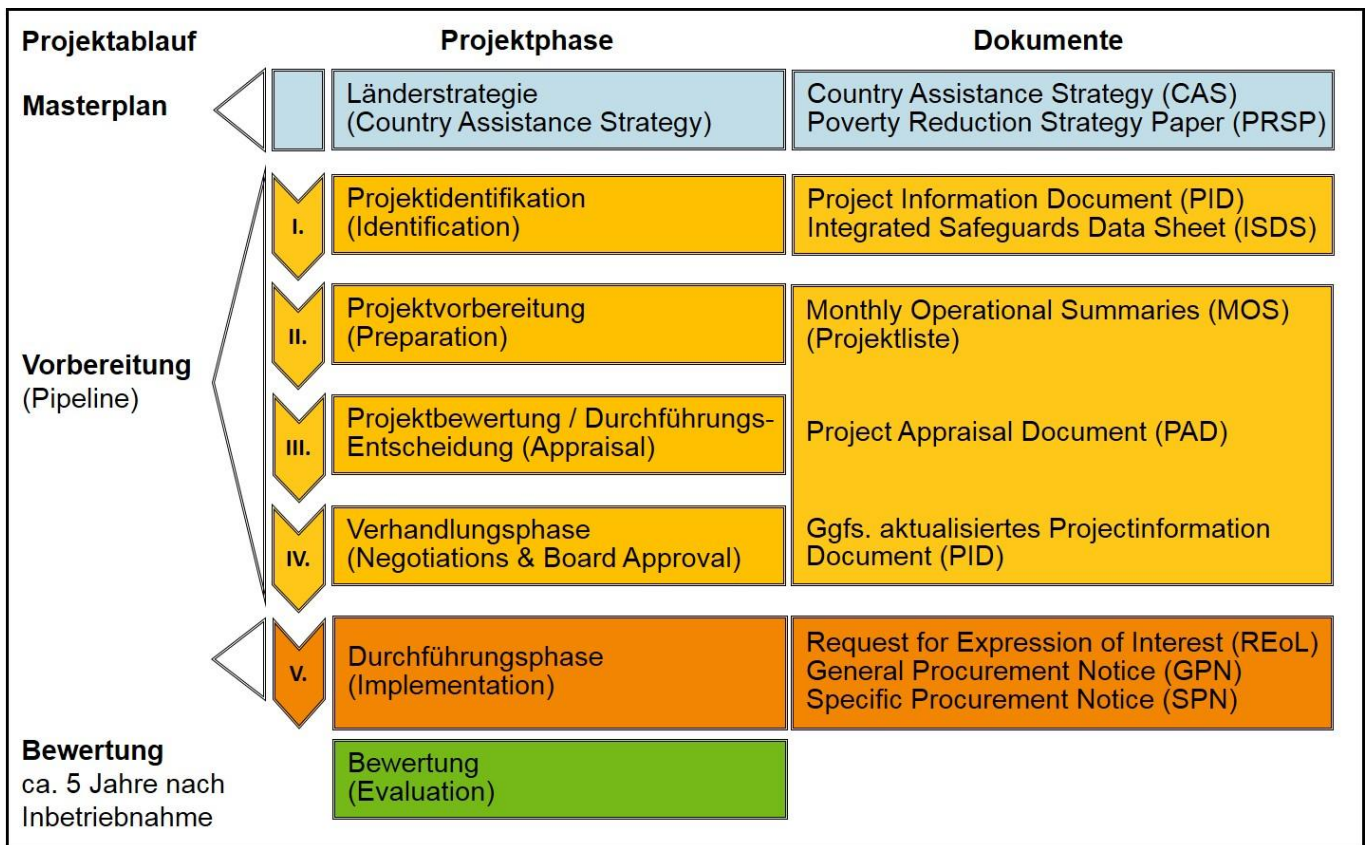 Projektablauf
Projektphase
Dokumente
Masterplan
Länderstrategie
(Country Assistance Strategy)
Country Assistance Strategy (CAS)
Poverty Reduction Strategy Paper (PRSP)
Vorbereitung
(Pipeline)
I.
Projektidentifikation
(Identification)
Project Information Document (PID)
Integrated Safeguards Data Sheet (ISDS)
II.
Projektvorbereitung
(Preparation)
Monthly Operational Summaries (MOS)
(Projektliste)
III.
Projektbewertung / Durchführungs-
Entscheidung (Appraisal)
Project Appraisal Document (PAD)
IV.
Verhandlungsphase
(Negotiations & Board Approval)
Ggfs. aktualisiertes Projectinformation
Document (PID)
V.
Durchführungsphase
(Implementation)
Request for Expression of Interest (REoL)
General Procurement Notice (GPN)
Specific Procurement Notice (SPN)
Bewertung
ca. 5 Jahre nach
Inbetriebnahme
Bewertung
(Evaluation)